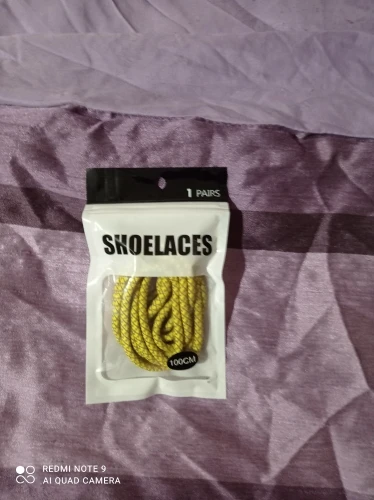 1 PAIRS
SHOELACES
100CM
REDMI NOTE 9
AI QUAD CAMERA